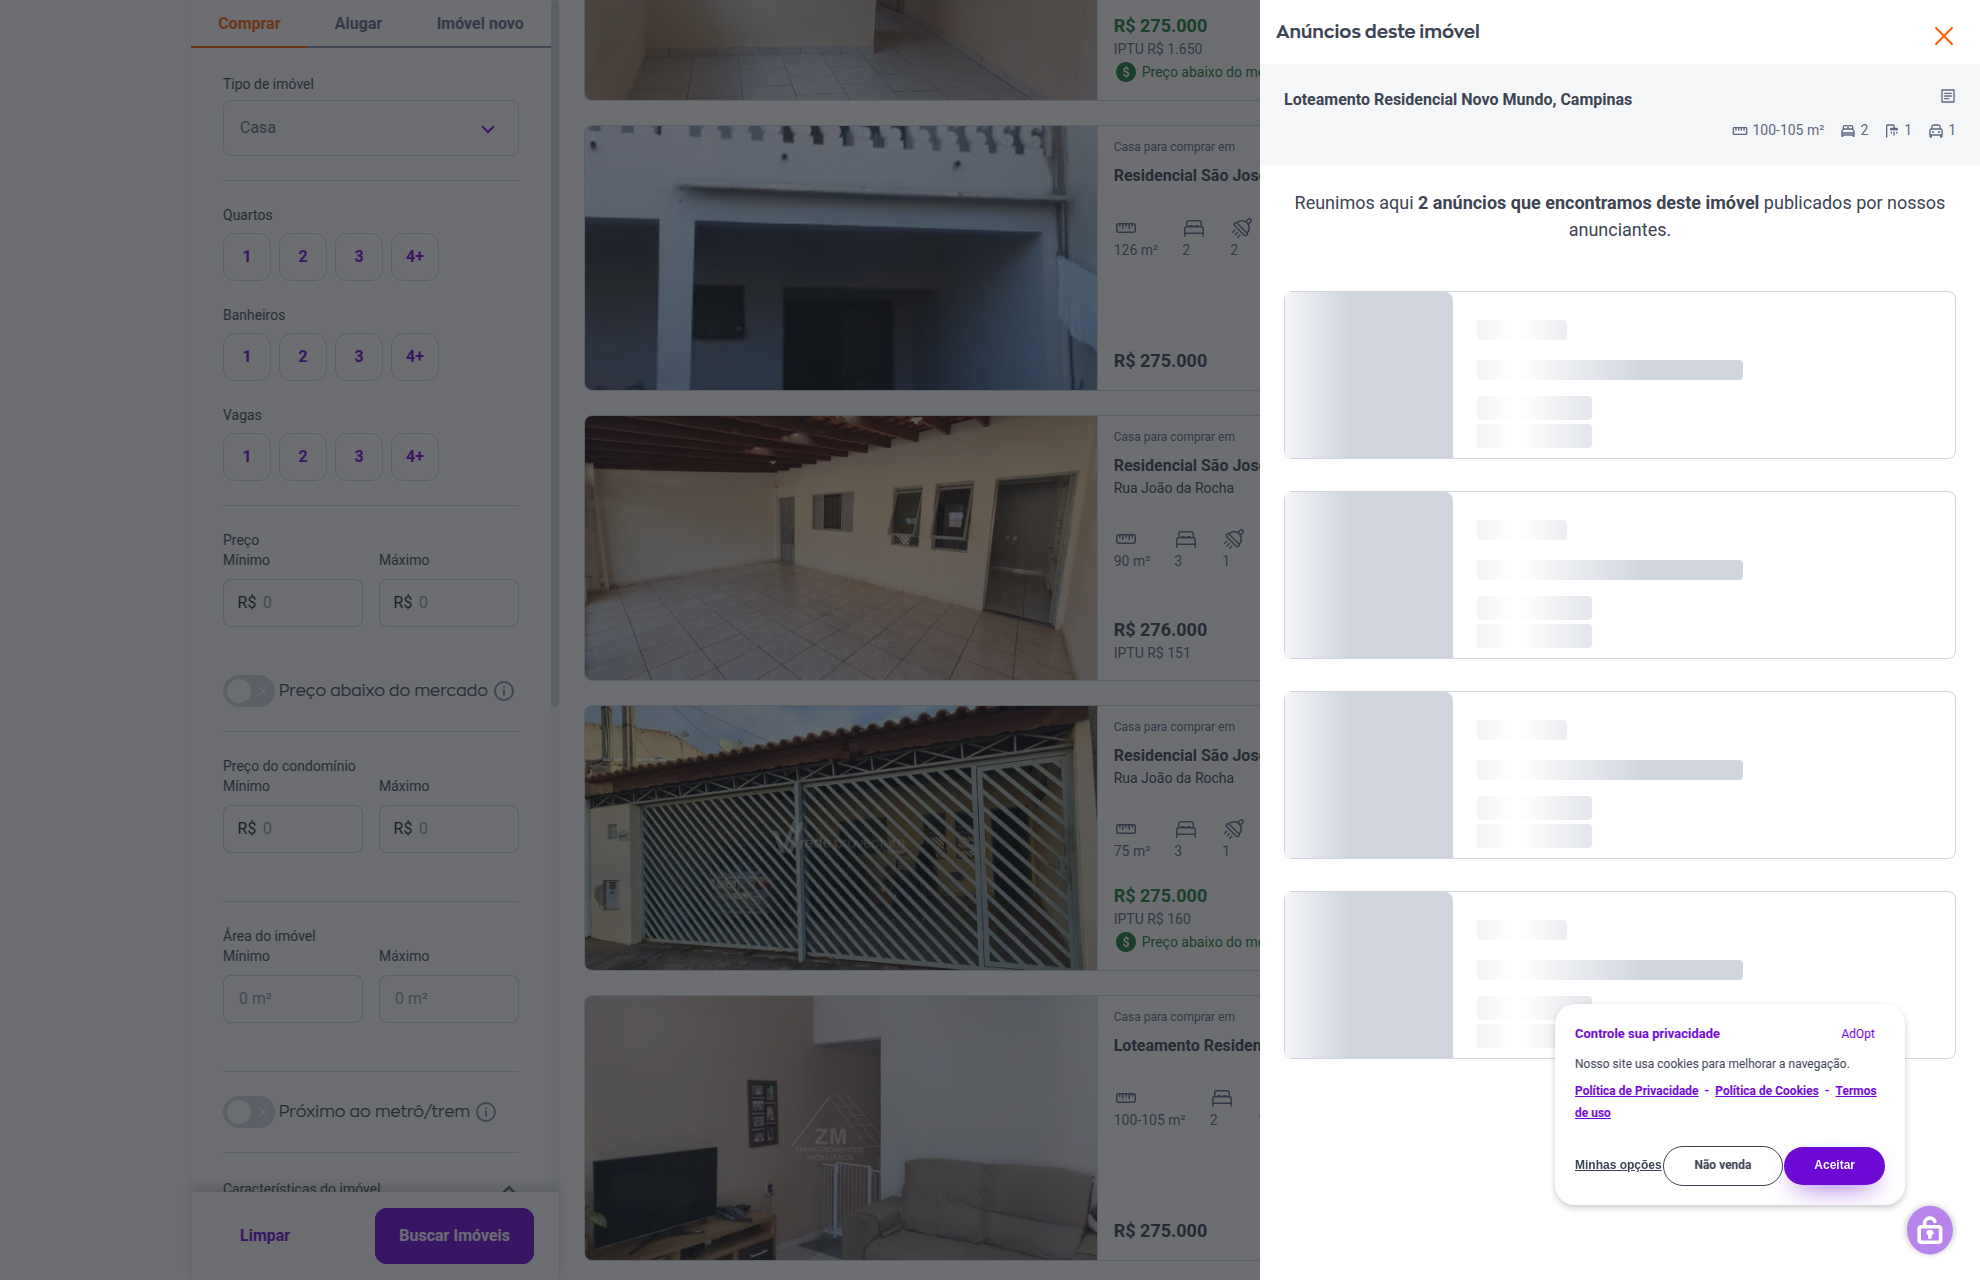 Comprar
Alugar
Imóvel novo
Tipo de imóvel
Casa
Quartos
1
2
3
4+
Banheiros
1
2
3
4+
Vagas
1
2
3
4+
Preço
Mínimo
Máximo
R$ 0
R$ 0
Preço abaixo do mercado
Preço do condomínio
Mínimo
Máximo
R$ 0
R$ 0
Área do imóvel
Mínimo
Máximo
0 m²
0 m²
Próximo ao metrô/trem
Características do imóvel
Limpar
Buscar Imóveis
R$ 275.000
IPTU R$ 1.650
Preço abaixo do
Casa para comprar em
Residencial São
126 m²
2
2
R$ 275.000
Casa para comprar em
Residencial São
Rua João da Rocha
90 m²
3
1
R$ 276.000
IPTU R$ 151
Casa para comprar em
Residencial São
Rua João da Rocha
75 m²
3
1
R$ 275.000
IPTU R$ 160
Preço abaixo do
Casa para comprar em
Loteamento
100-105 m²
2
R$ 275.000
ZM
Anúncios deste imóvel
Loteamento Residencial Novo Mundo, Campinas
100-105 m²
2
1
1
Reunimos aqui 2 anúncios que encontramos deste imóvel publicados por nossos
anunciantes.
Controle sua privacidade
AdOpt
Nosso site usa cookies para melhorar a navegação.
Política de Privacidade - Política de Cookies - Termos
de uso
Minhas opções
Não venda
Aceitar